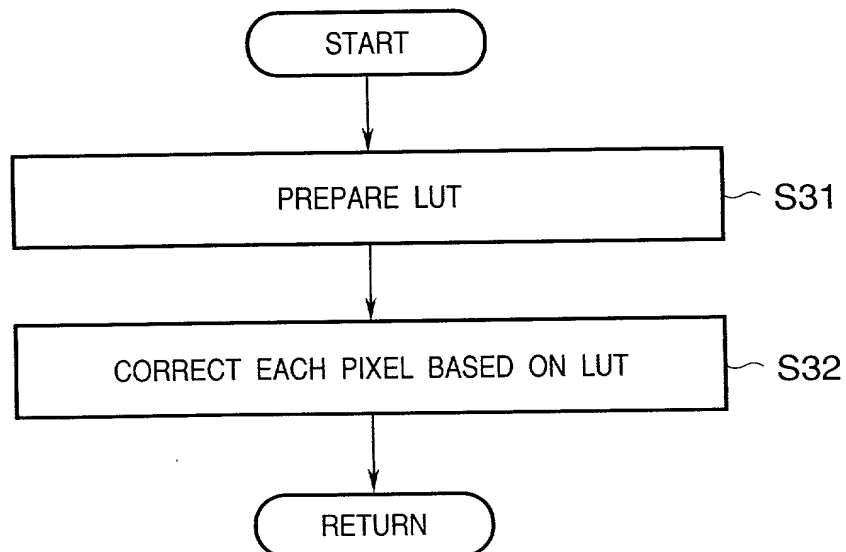 START
PREPARE LUT
S31
CORRECT EACH PIXEL BASED ON LUT
S32
RETURN